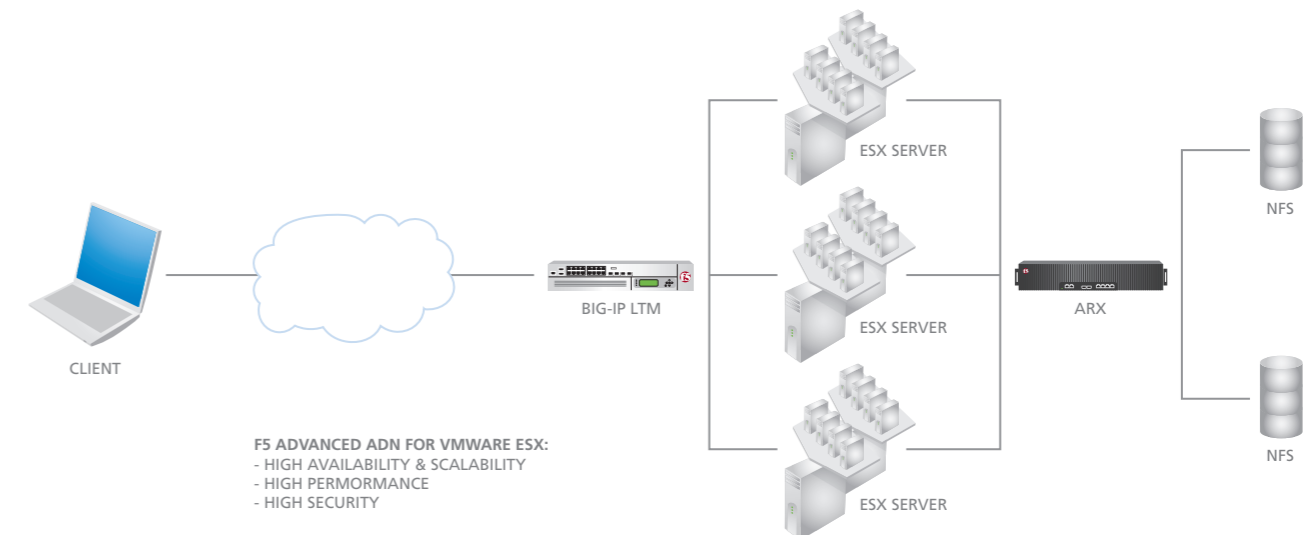 ESX SERVER
NFS
BIG-IP LTM
ARX
ESX SERVER
CLIENT
F5 ADVANCED ADN FOR VMWARE ESX:
- HIGH AVAILABILITY & SCALABILITY
- HIGH PERMORMANCE
- HIGH SECURITY
NFS
ESX SERVER